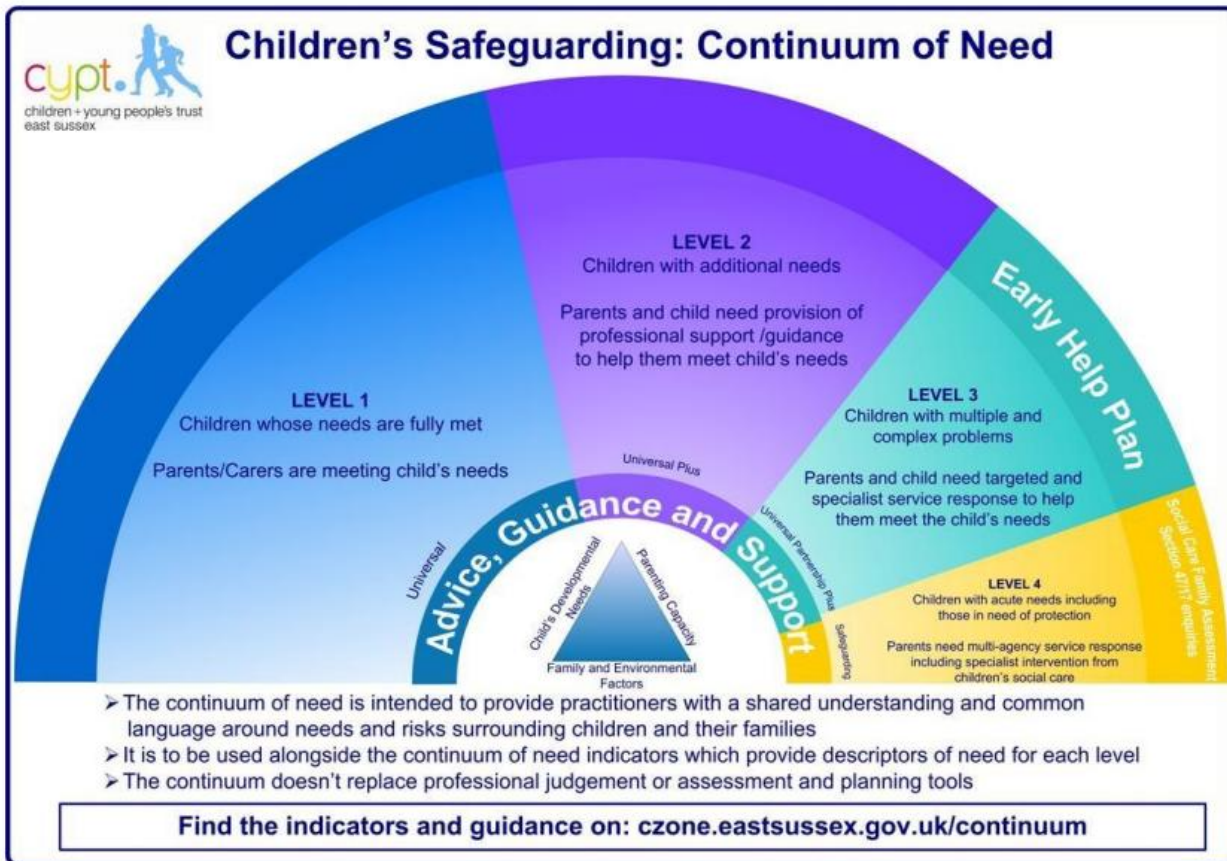 Children's Safeguarding: Continuum of Need
cypt.
children + young people's trust
east sussex
LEVEL 1
Children whose needs are fully met
Parents/Carers are meeting child's needs
LEVEL 2
Children with additional needs
Parents and child need provision of
professional support /guidance
to help them meet child's needs
Early Help Plan
LEVEL 3
Children with multiple and
complex problems
Parents and child need targeted and
specialist service response to help
them meet the child's needs
Social Care Family Assessment
Section 47/17 enquiries
LEVEL 4
Children with acute needs including
those in need of protection
Parents need multi-agency service response
including specialist intervention from
children's social care
Universal
Universal Plus
Universal Partnership Plus
Safeguarding
Advice, Guidance and Support
Child's Developmental
Needs
Parenting Capacity
Family and Environmental
Factors
➢ The continuum of need is intended to provide practitioners with a shared understanding and common
language around needs and risks surrounding children and their families
➢ It is to be used alongside the continuum of need indicators which provide descriptors of need for each level
➢ The continuum doesn't replace professional judgement or assessment and planning tools
Find the indicators and guidance on: czone.eastsussex.gov.uk/continuum